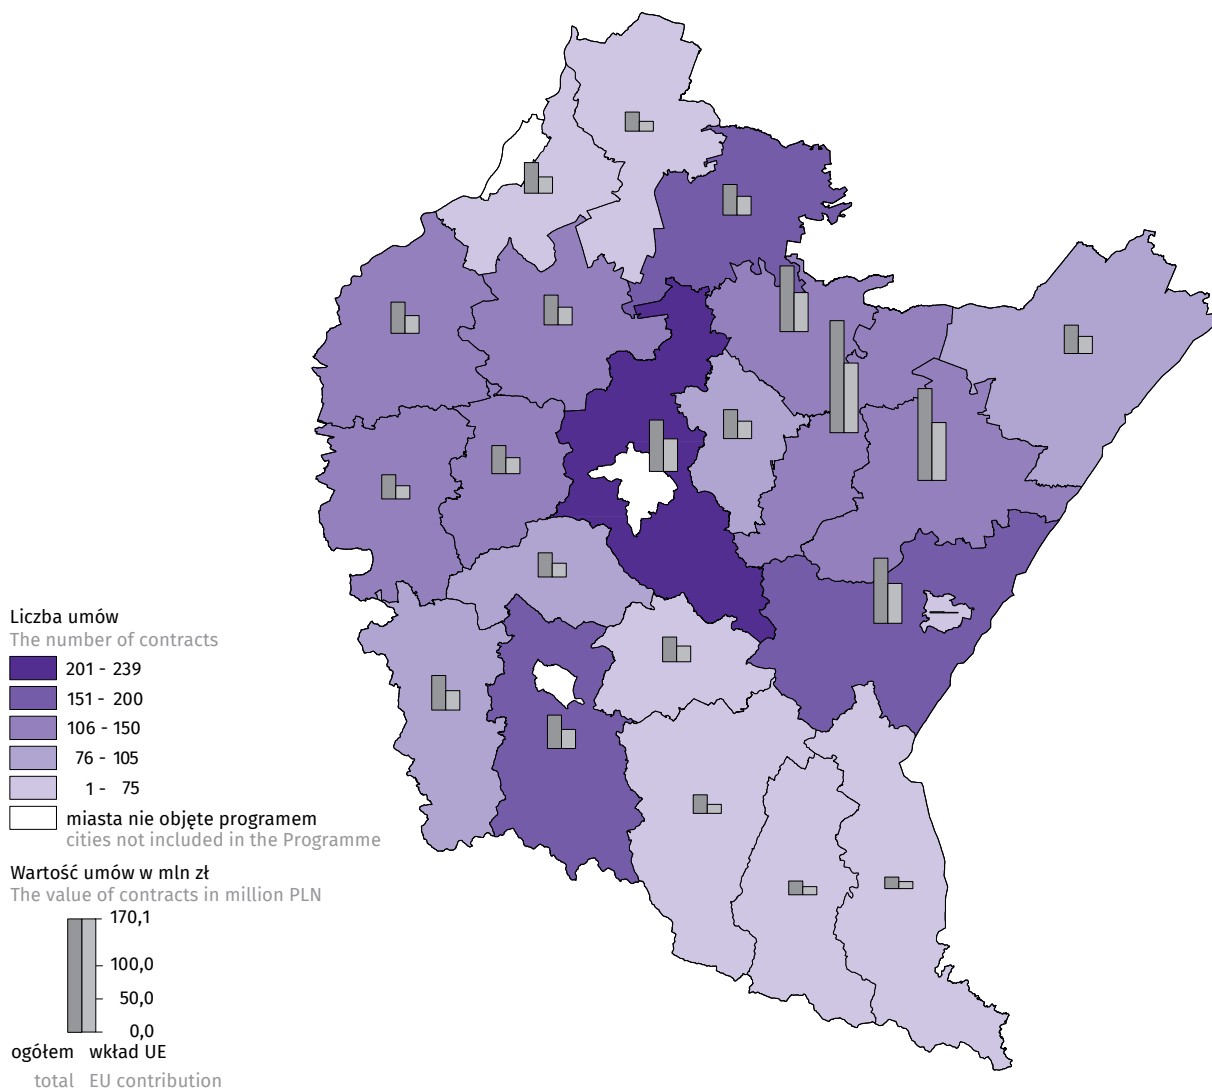 Liczba umów
The number of contracts
201 - 239
151 - 200
106 - 150
76 - 105
1 - 75
miasta nie objęte programem
cities not included in the Programme
Wartość umów w mln zł
The value of contracts in million PLN
170,1
100,0
50,0
0,0
ogółem wkład UE
total EU contribution